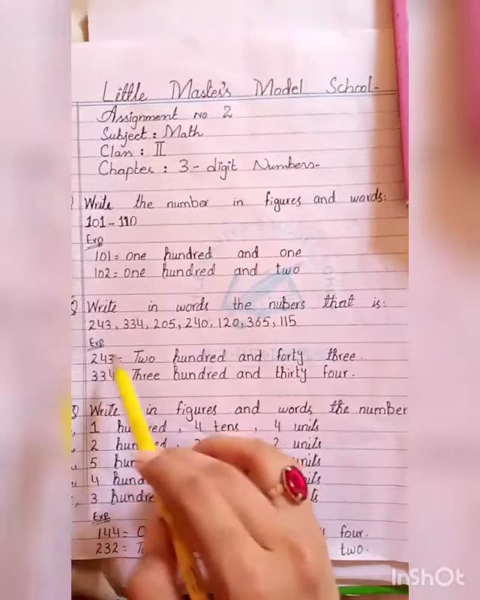 Little Master's Model School-
Assignment no 2
Subject : Math
Class : II
Chapter : 3-digit Numbers-
Write the number in figures and words:
101-110
Exp
101= one hundred and one
102= one hundred and two
Q Write in words the nubers that is:
243, 334, 205, 240, 120, 365, 115
Exp
243= Two hundred and forty three.
334 Three hundred and thirty four.
Write in figures and words the number
1 hundred, 4 tens, 4 units
2 2 units
5
4
3
Exp
144= four.
232= two.
InShOt